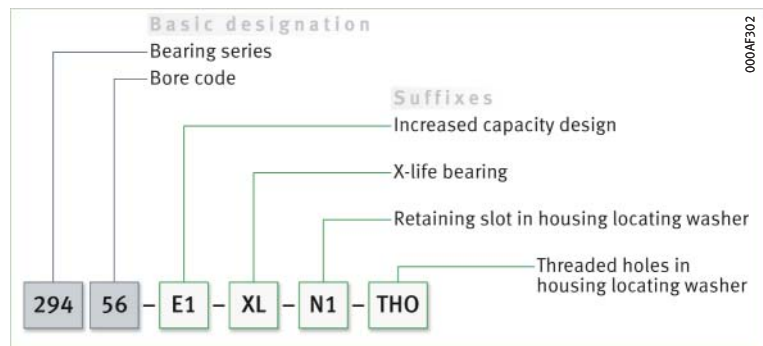 Basic designation
Bearing series
Bore code
Suffixes
Increased capacity design
X-life bearing
Retaining slot in housing locating washer
Threaded holes in
housing locating washer
294 56 – E1 – XL – N1 – THO
000AF302